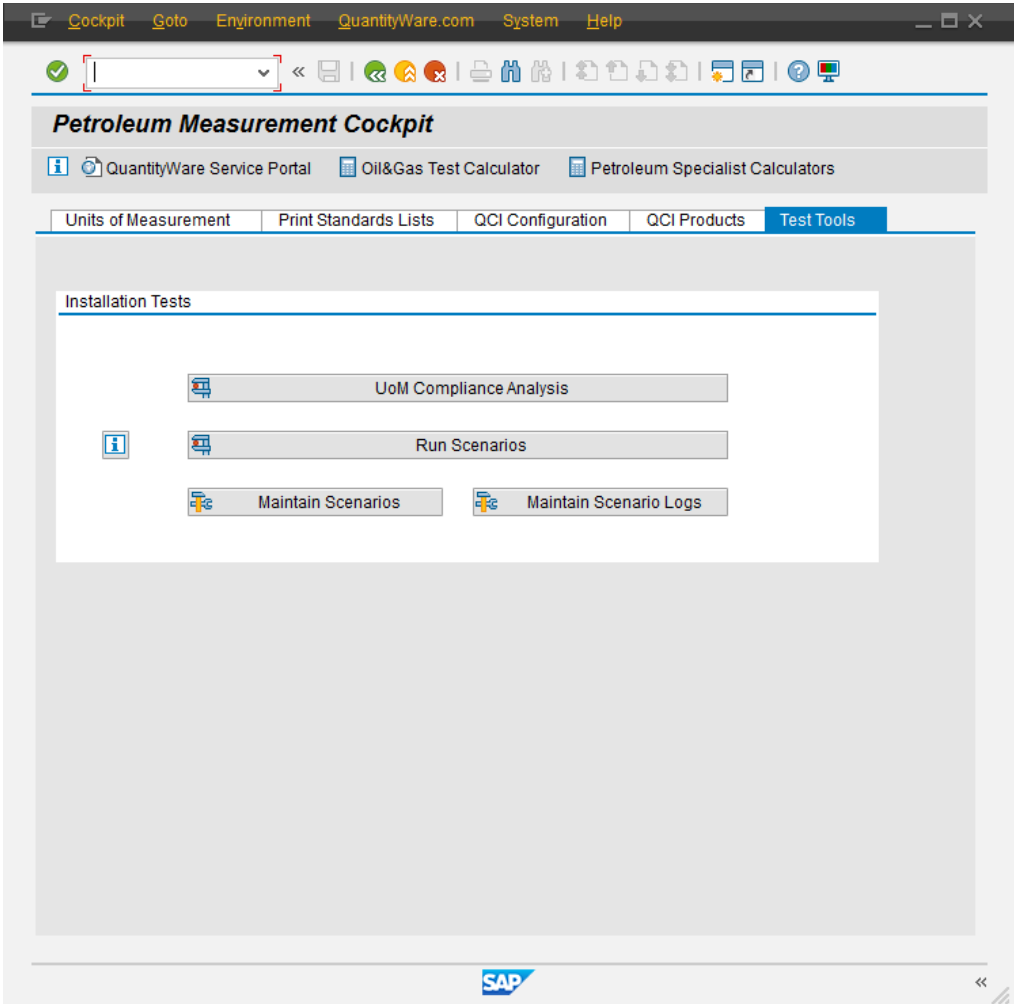 Cockpit Goto Environment QuantityWare.com System Help
Petroleum Measurement Cockpit
QuantityWare Service Portal Oil&Gas Test Calculator Petroleum Specialist Calculators
Units of Measurement Print Standards Lists QCI Configuration QCI Products Test Tools
Installation Tests
UoM Compliance Analysis
Run Scenarios
Maintain Scenarios Maintain Scenario Logs
SAP